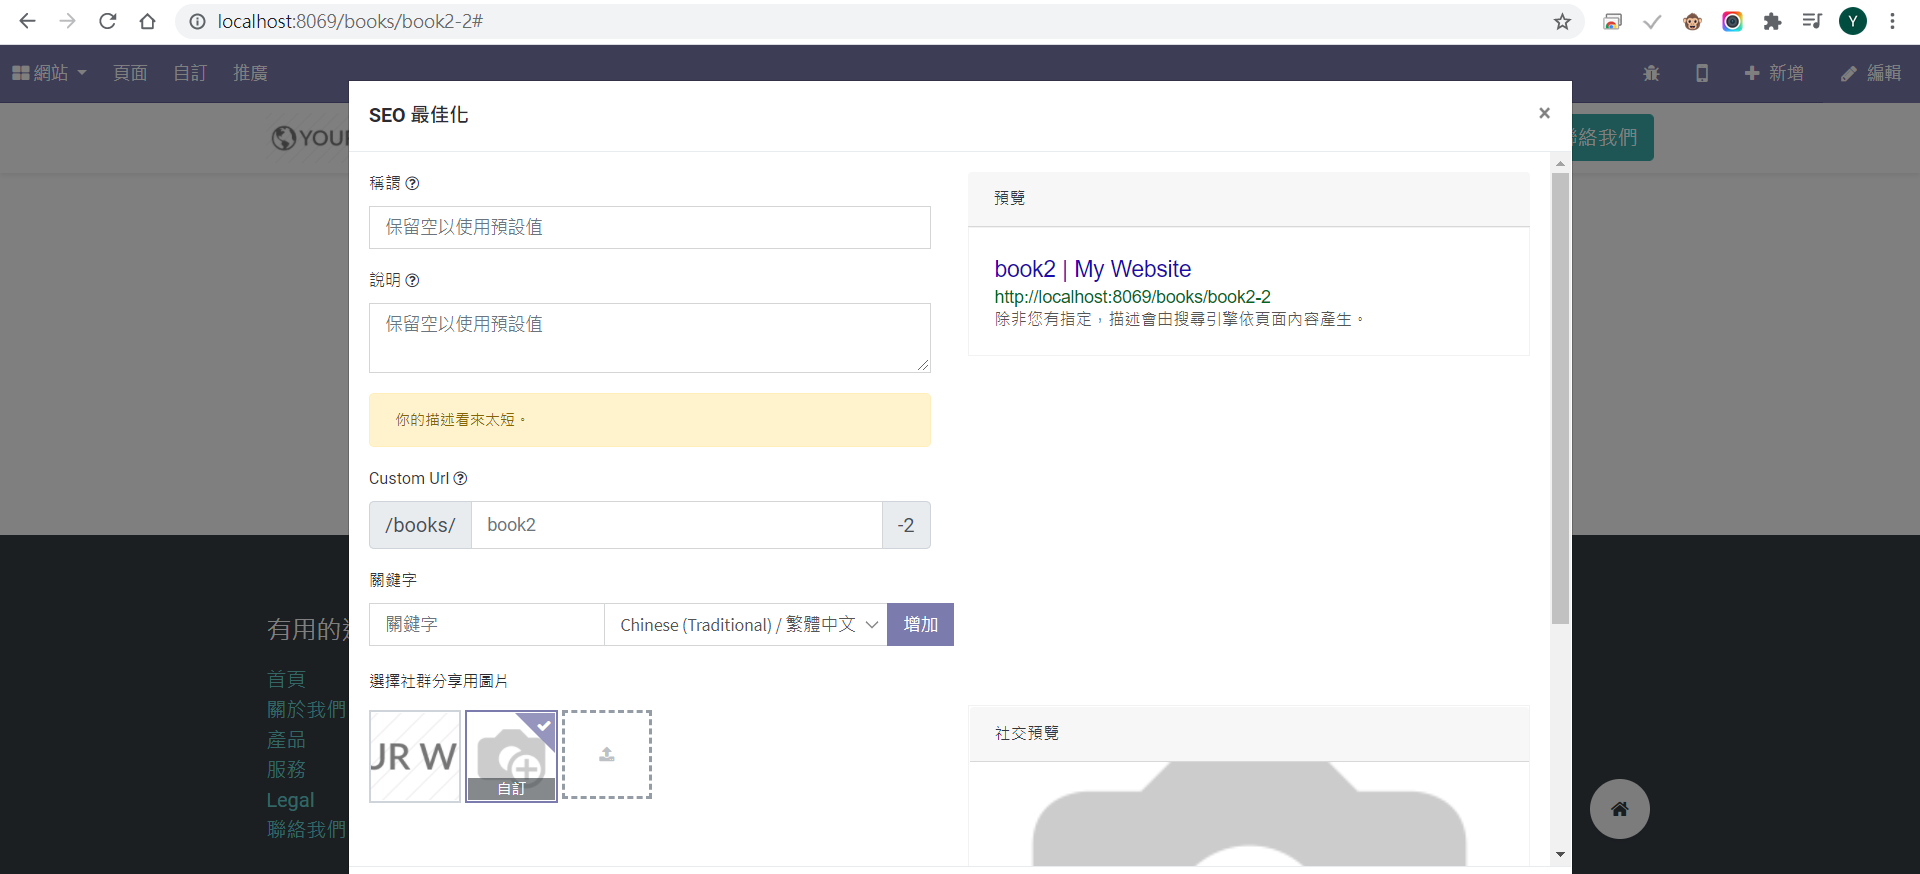 localhost:8069/books/book2-2#
Y
網站 頁面 自訂 推廣 新增 編輯
YOUR
聯絡我們
SEO 最佳化
×
稱謂
保留空以使用預設值
說明
保留空以使用預設值
你的描述看來太短。
Custom Url
/books/ book2 -2
關鍵字
關鍵字 Chinese (Traditional) / 繁體中文 增加
選擇社群分享用圖片
UR W
自訂
預覽
book2 | My Website
http://localhost:8069/books/book2-2
除非您有指定，描述會由搜尋引擎依頁面內容產生。
社交預覽
有用的
首頁
關於我們
產品
服務
Legal
聯絡我們